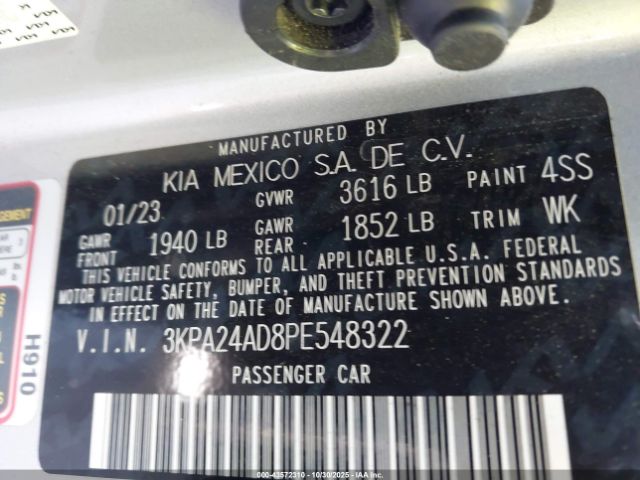 MANUFACTURED BY
KIA MEXICO S.A. DE C.V.
01/23 GVWR 3616 LB PAINT 4SS
GAWR FRONT 1940 LB GAWR REAR 1852 LB TRIM WK
THIS VEHICLE CONFORMS TO ALL APPLICABLE U.S.A. FEDERAL
MOTOR VEHICLE SAFETY, BUMPER, AND THEFT PREVENTION STANDARDS
IN EFFECT ON THE DATE OF MANUFACTURE SHOWN ABOVE.
V.I.N. 3KPA24AD8PE548322
PASSENGER CAR
H910
000-43572310 - 10/30/2025 - IAAI.COM